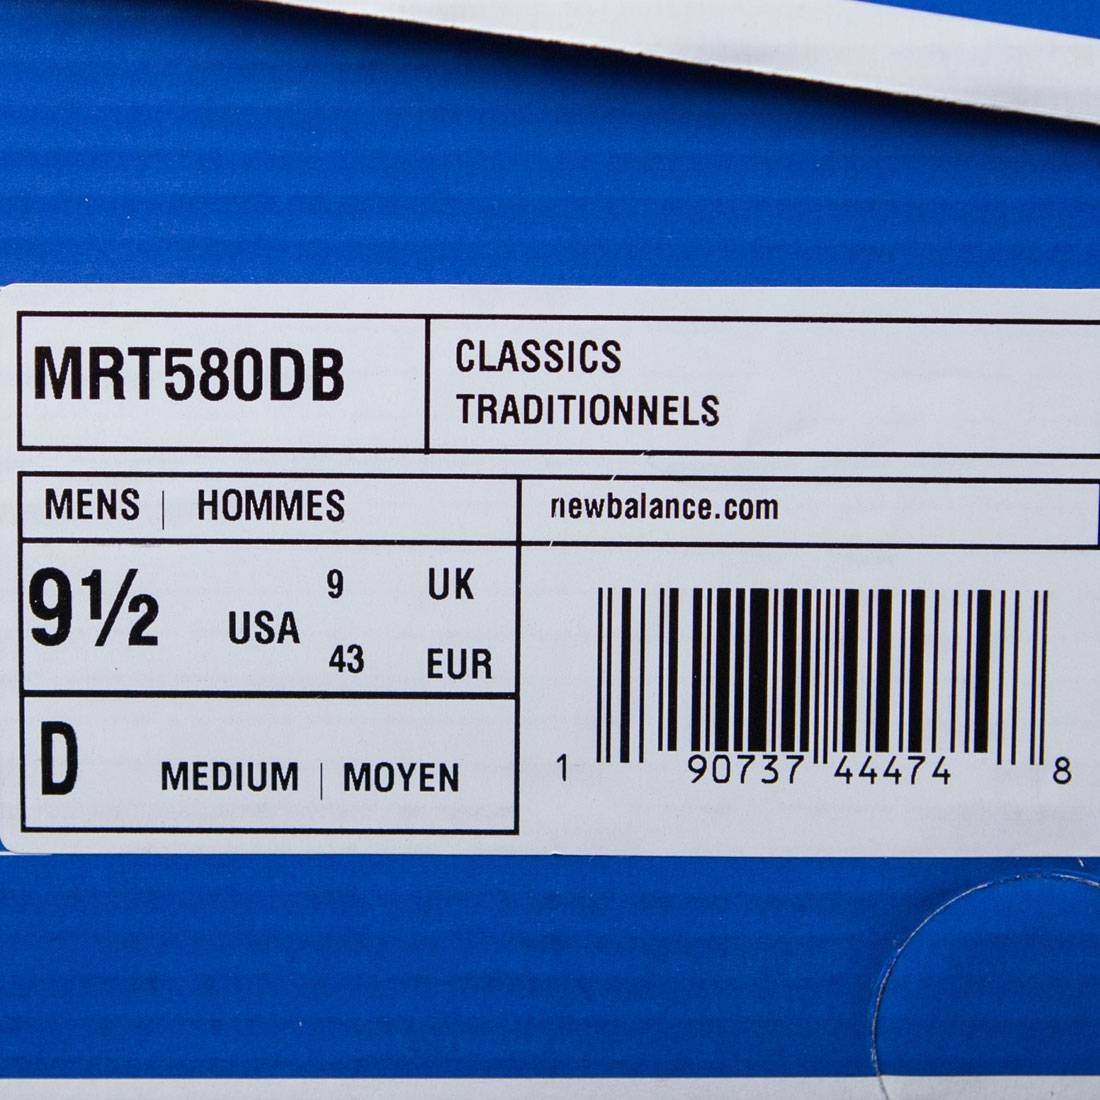 MRT580DB
CLASSICS
TRADITIONNELS
MENS | HOMMES
newbalance.com
9½ USA
9 UK
43 EUR
D MEDIUM | MOYEN
1 90737 44474 8